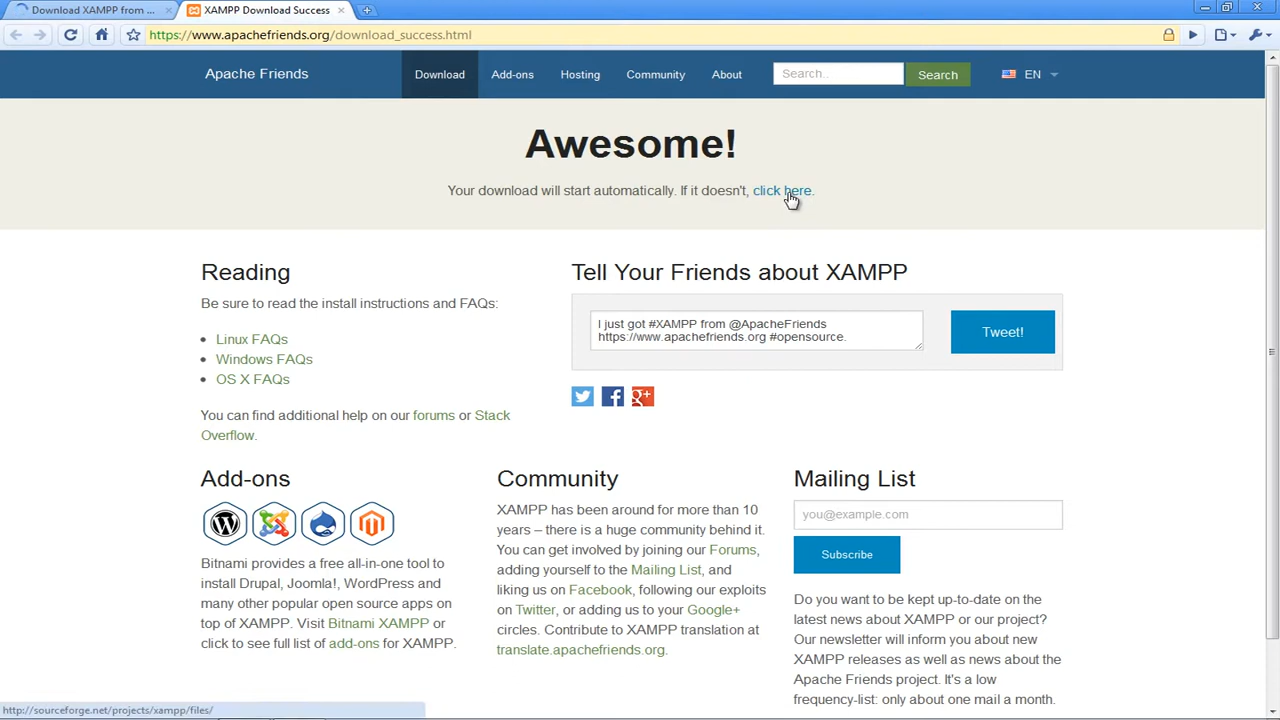 Download XAMPP from ...
XAMPP Download Success
https://www.apachefriends.org/download_success.html
Apache Friends
Download
Add-ons
Hosting
Community
About
Search..
Search
EN
Awesome!
Your download will start automatically. If it doesn't, click here.
Reading
Be sure to read the install instructions and FAQs:
Linux FAQs
Windows FAQs
OS X FAQs
You can find additional help on our forums or Stack
Overflow.
Tell Your Friends about XAMPP
I just got #XAMPP from @ApacheFriends
https://www.apachefriends.org #opensource.
Tweet!
Add-ons
Bitnami provides a free all-in-one tool to
install Drupal, Joomla!, WordPress and
many other popular open source apps on
top of XAMPP. Visit Bitnami XAMPP or
click to see full list of add-ons for XAMPP.
Community
XAMPP has been around for more than 10
years – there is a huge community behind it.
You can get involved by joining our Forums,
adding yourself to the Mailing List, and
liking us on Facebook, following our exploits
on Twitter, or adding us to your Google+
circles. Contribute to XAMPP translation at
translate.apachefriends.org.
Mailing List
you@example.com
Subscribe
Do you want to be kept up-to-date on the
latest news about XAMPP or our project?
Our newsletter will inform you about new
XAMPP releases as well as news about the
Apache Friends project. It's a low
frequency-list: only about one mail a month.
http://sourceforge.net/projects/xampp/files/